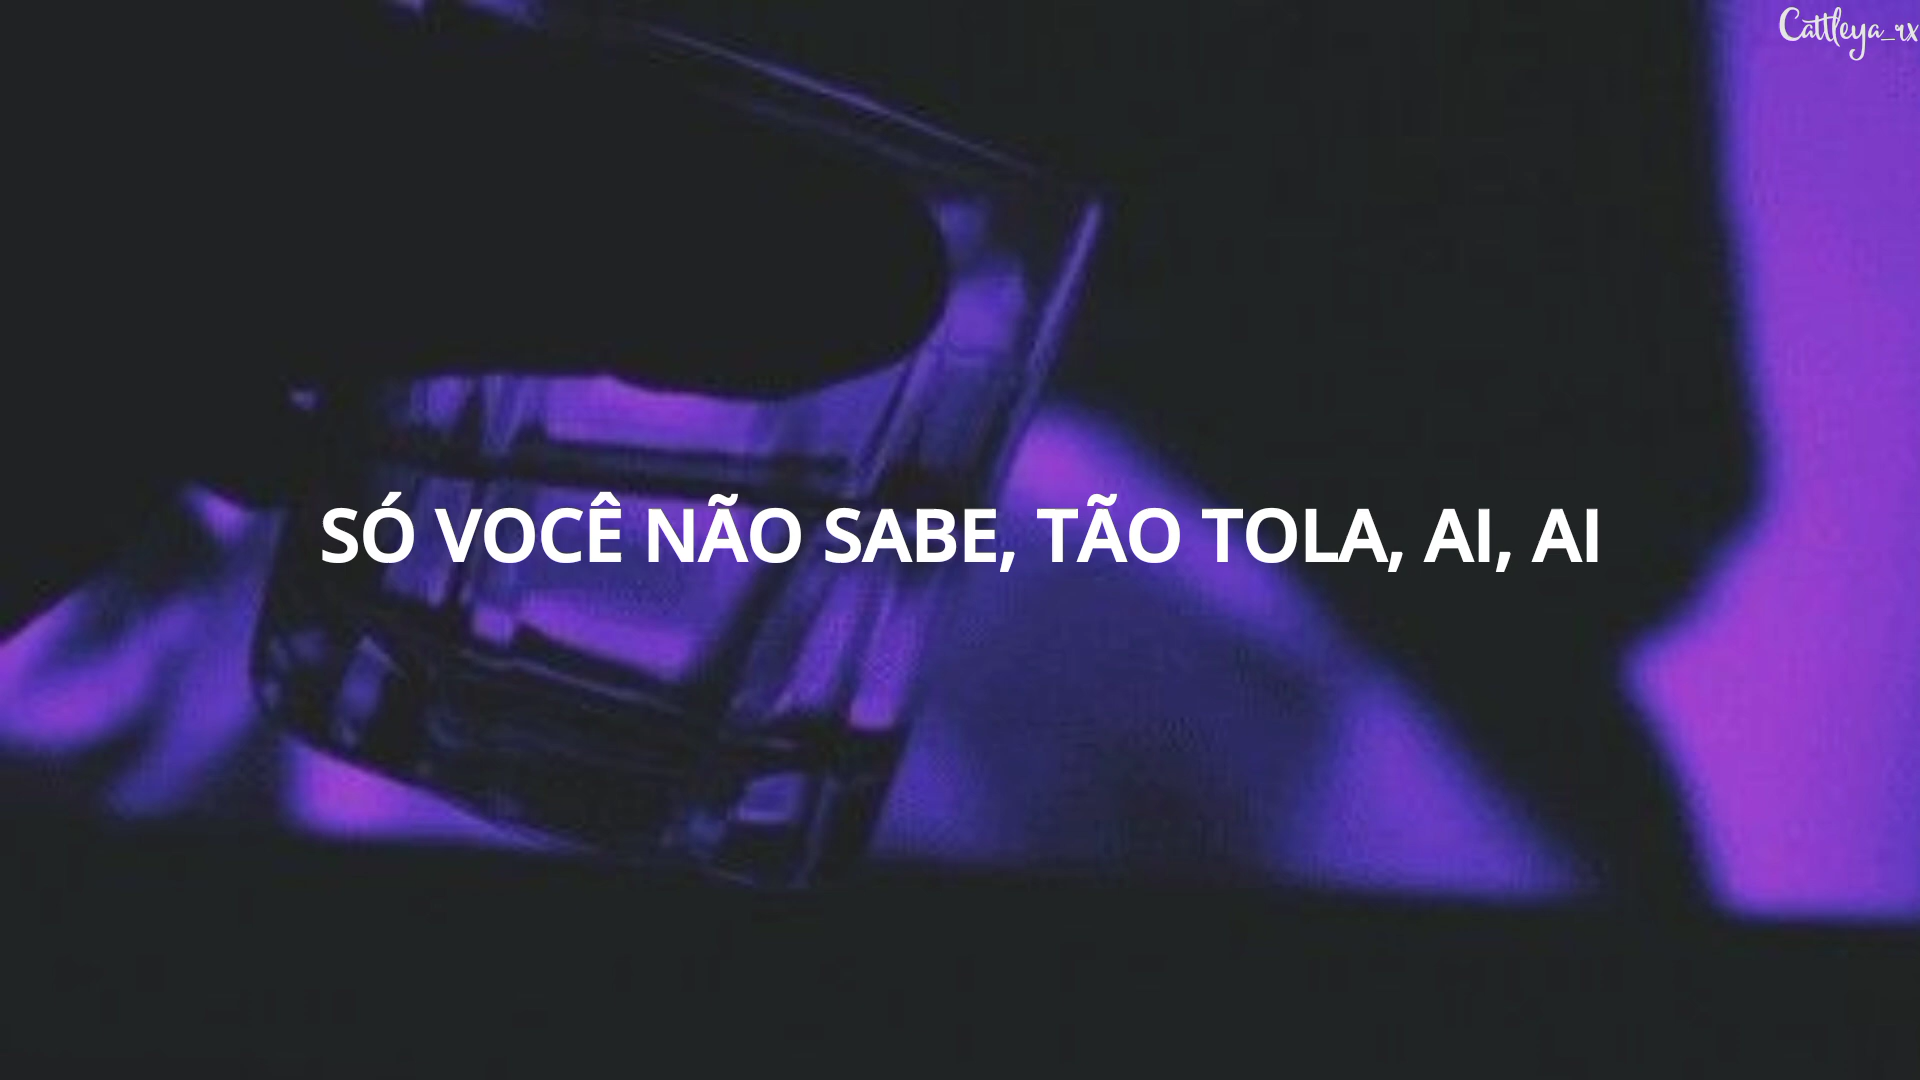 Cattleya_rx
SÓ VOCÊ NÃO SABE, TÃO TOLA, AI, AI